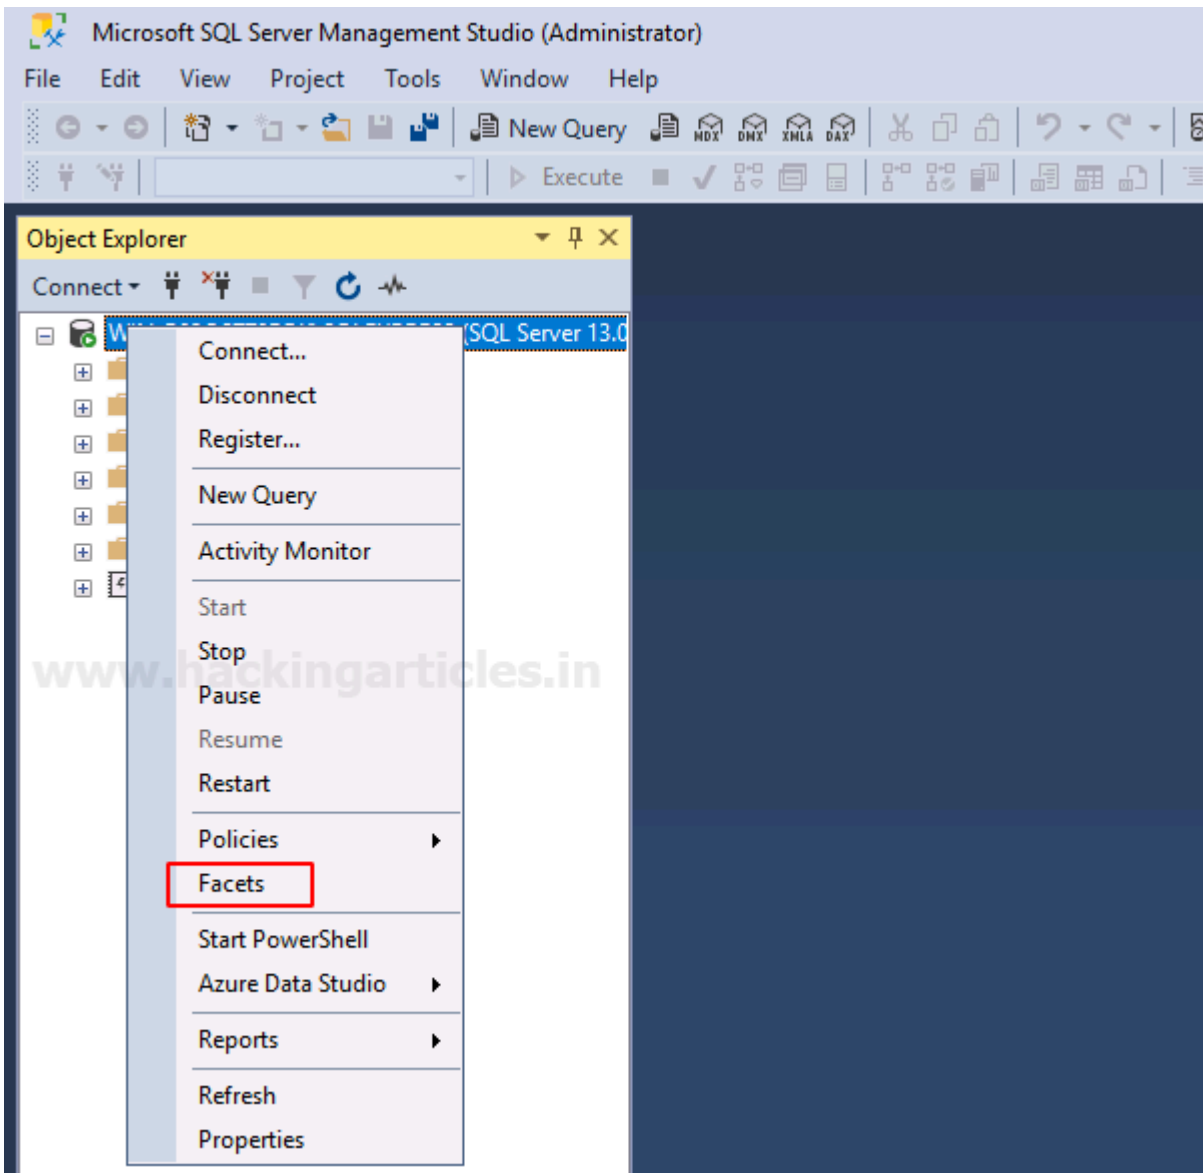 Microsoft SQL Server Management Studio (Administrator)
File Edit View Project Tools Window Help
New Query MDX DMX XMLA DAX
Execute
Object Explorer
Connect
(SQL Server 13.0
Connect...
Disconnect
Register...
New Query
Activity Monitor
Start
Stop
www.hackingarticles.in
Pause
Resume
Restart
Policies
Facets
Start PowerShell
Azure Data Studio
Reports
Refresh
Properties